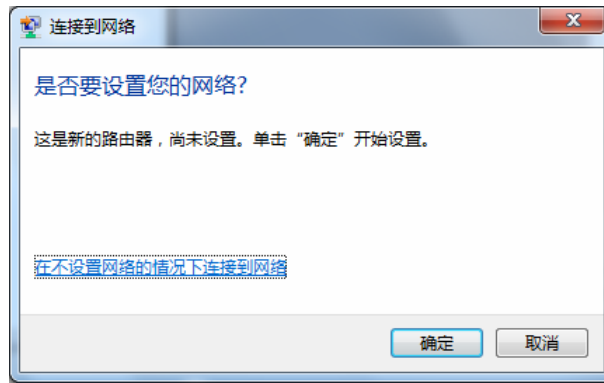 连接到网络
是否要设置您的网络?
这是新的路由器，尚未设置。单击“确定”开始设置。
在不设置网络的情况下连接到网络
确定
取消